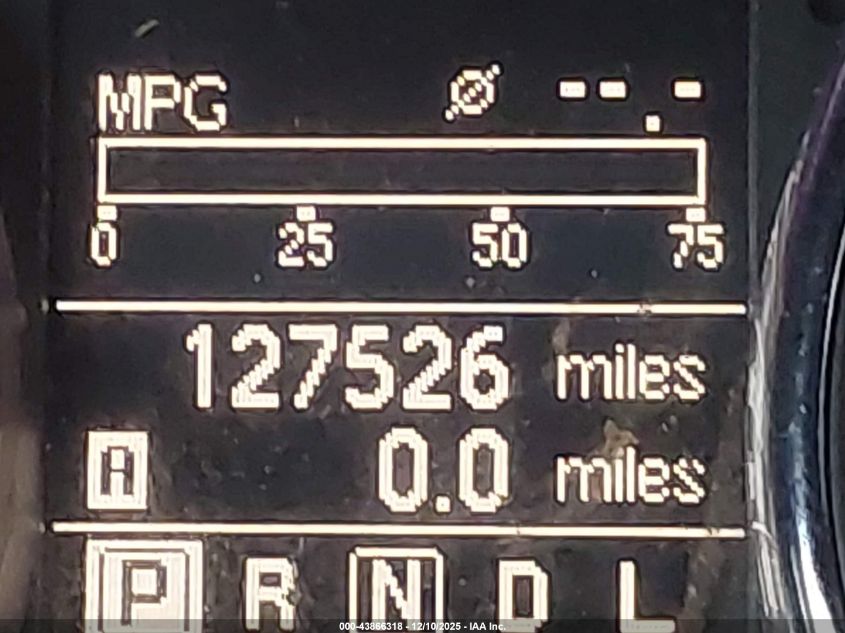 MPG Ø --.-
0 25 50 75
127526 miles
A 0.0 miles
P R N D L
000-43866318 - 12/10/2025 - IAA Inc.